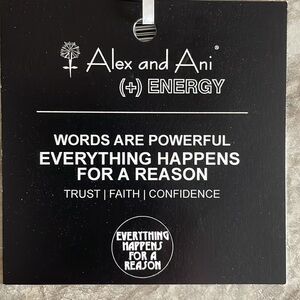 Alex and Ani®
(+) ENERGY
WORDS ARE POWERFUL
EVERYTHING HAPPENS
FOR A REASON
TRUST | FAITH | CONFIDENCE
EVERYTHING
HAPPENS
FOR A
REASON